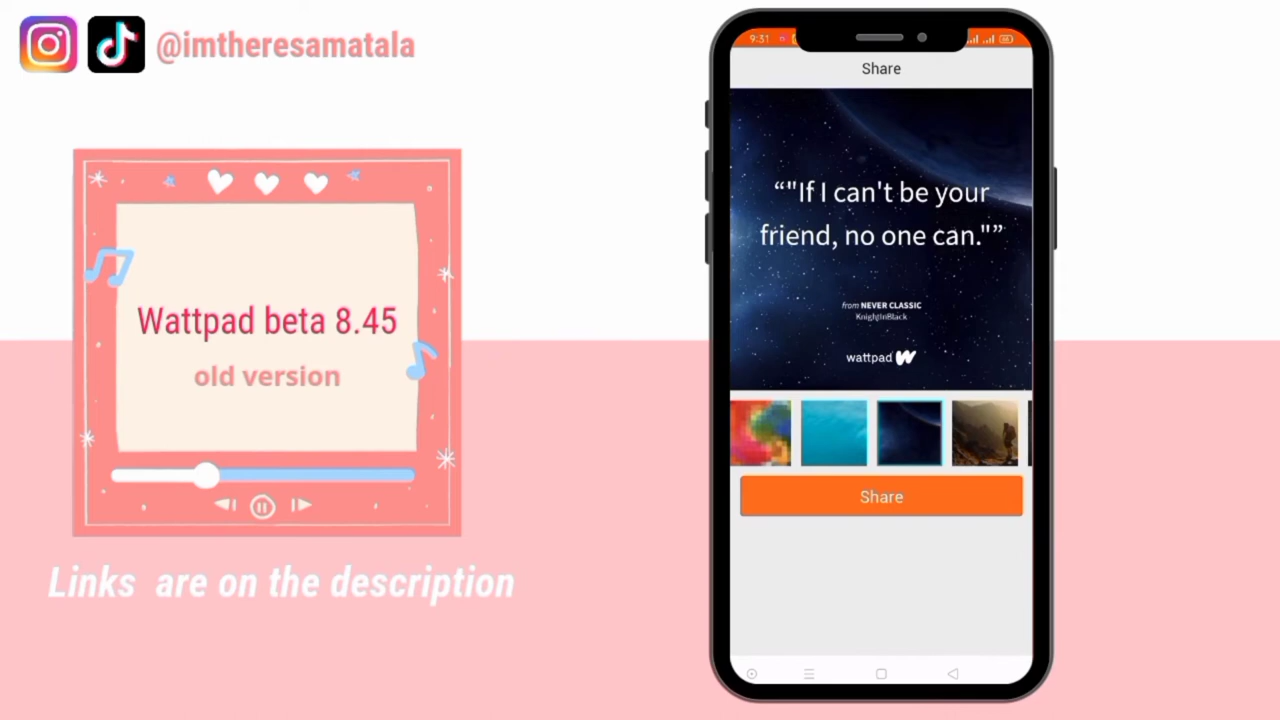 @imtheresamatala
Wattpad beta 8.45
old version
Links are on the description
9:31
Share
“"If I can't be your
friend, no one can."”
from NEVER CLASSIC
KnightInBlack
wattpad
Share